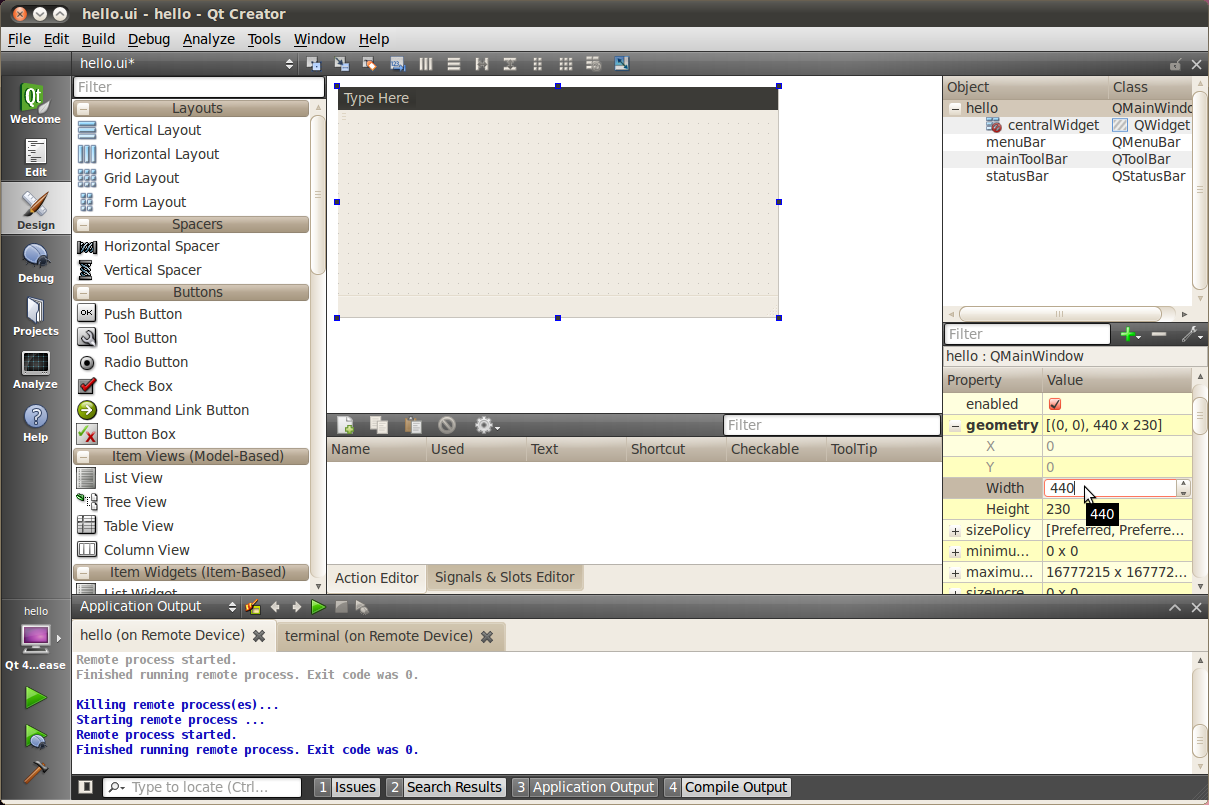 hello.ui - hello - Qt Creator
File Edit Build Debug Analyze Tools Window Help
hello.ui*
Qt
Welcome
Edit
Design
Debug
Projects
Analyze
Help
hello
Qt 4...ease
Filter
Layouts
Vertical Layout
Horizontal Layout
Grid Layout
Form Layout
Spacers
Horizontal Spacer
Vertical Spacer
Buttons
OK Push Button
Tool Button
Radio Button
Check Box
Command Link Button
Button Box
Item Views (Model-Based)
List View
Tree View
Table View
Column View
Item Widgets (Item-Based)
List Widget
Type Here
Filter
Name Used Text Shortcut Checkable ToolTip
Action Editor Signals & Slots Editor
Object Class
hello QMainWindo
centralWidget QWidget
menuBar QMenuBar
mainToolBar QToolBar
statusBar QStatusBar
Filter
hello : QMainWindow
Property Value
enabled
geometry [(0, 0), 440 x 230]
X 0
Y 0
Width 440
Height 230
440
sizePolicy [Preferred, Preferre...
minimu... 0 x 0
maximu... 16777215 x 167772...
sizeIncre... 0 x 0
Application Output
hello (on Remote Device) terminal (on Remote Device)
Remote process started.
Finished running remote process. Exit code was 0.
Killing remote process(es)...
Starting remote process ...
Remote process started.
Finished running remote process. Exit code was 0.
Type to locate (Ctrl... 1 Issues 2 Search Results 3 Application Output 4 Compile Output